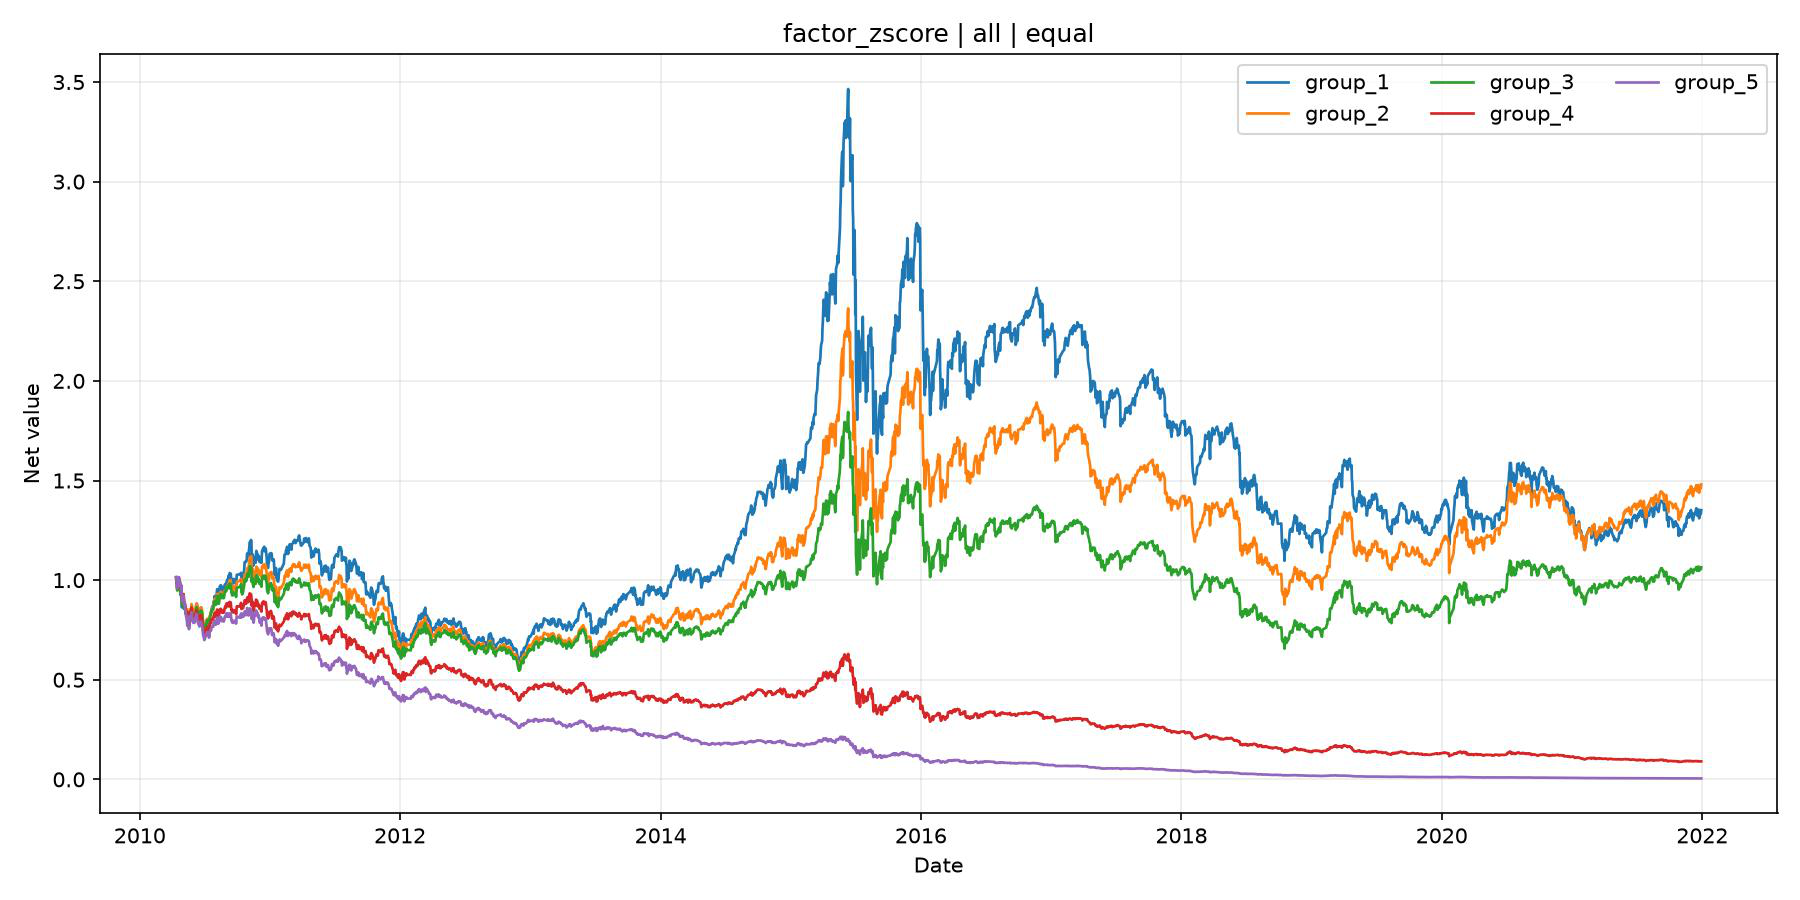 factor_zscore | all | equal
group_1 group_3 group_5
group_2 group_4
3.5
3.0
2.5
2.0
1.5
1.0
0.5
0.0
Net value
2010 2012 2014 2016 2018 2020 2022
Date